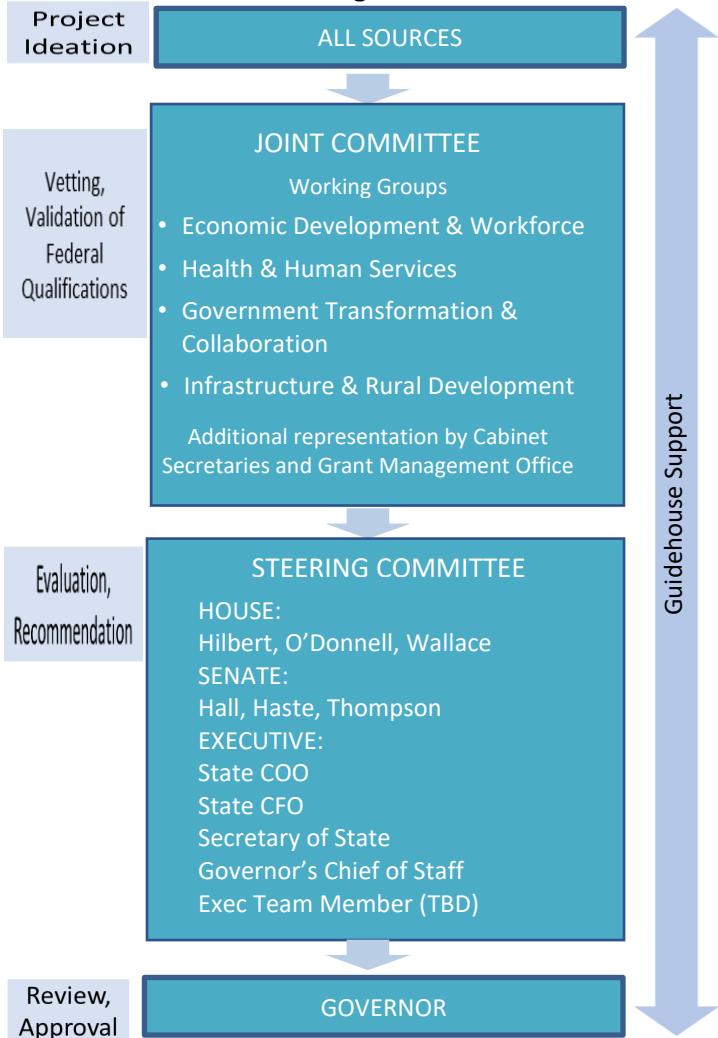 Project
Ideation
ALL SOURCES
Vetting,
Validation of
Federal
Qualifications
JOINT COMMITTEE
Working Groups
• Economic Development & Workforce
• Health & Human Services
• Government Transformation &
Collaboration
• Infrastructure & Rural Development
Additional representation by Cabinet
Secretaries and Grant Management Office
Evaluation,
Recommendation
STEERING COMMITTEE
HOUSE:
Hilbert, O’Donnell, Wallace
SENATE:
Hall, Haste, Thompson
EXECUTIVE:
State COO
State CFO
Secretary of State
Governor’s Chief of Staff
Exec Team Member (TBD)
Review,
Approval
GOVERNOR
Guidehouse Support